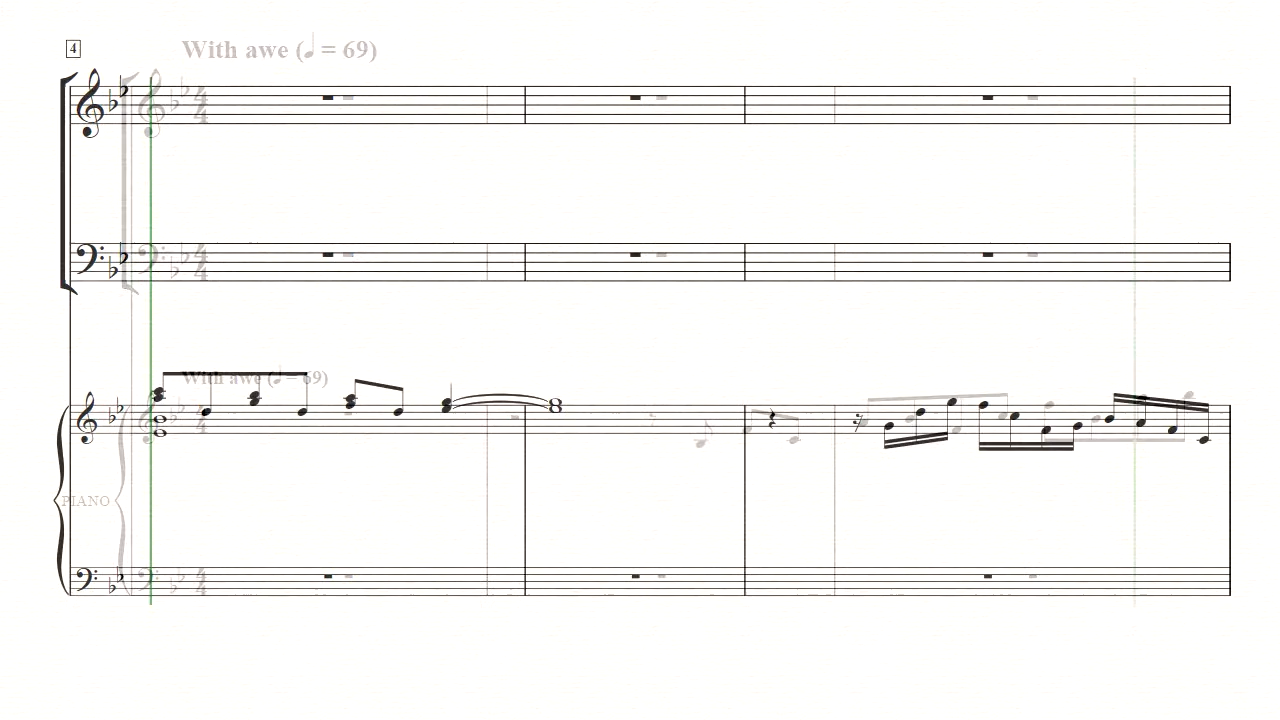 4
With awe (♩ = 69)
With awe (♩ = 69)
PIANO